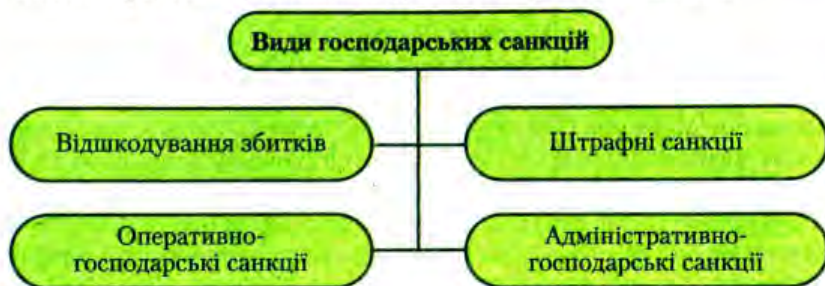 Види господарських санкцій
Відшкодування збитків
Штрафні санкції
Оперативно-
господарські санкції
Адміністративно-
господарські санкції